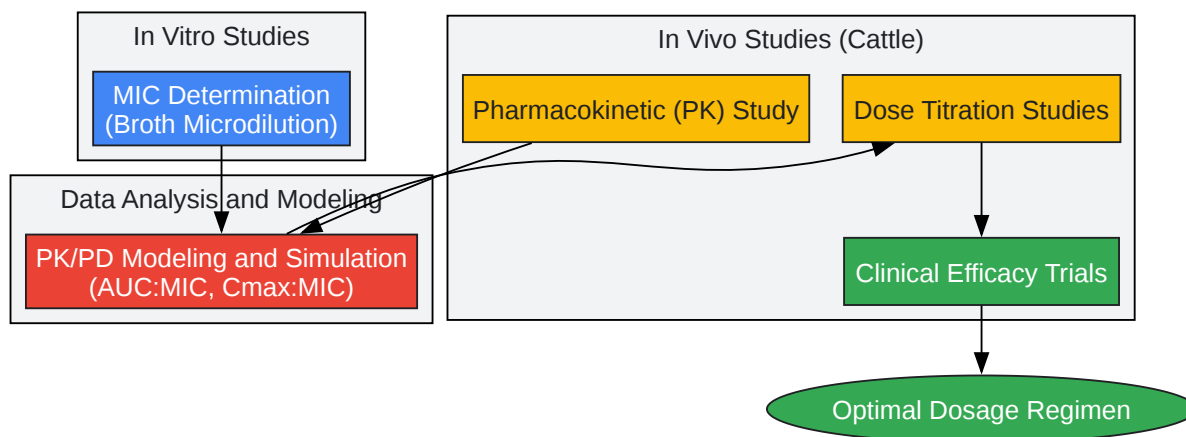 In Vitro Studies
MIC Determination
(Broth Microdilution)
In Vivo Studies (Cattle)
Pharmacokinetic (PK) Study
Dose Titration Studies
Data Analysis and Modeling
PK/PD Modeling and Simulation
(AUC:MIC, Cmax:MIC)
Clinical Efficacy Trials
Optimal Dosage Regimen